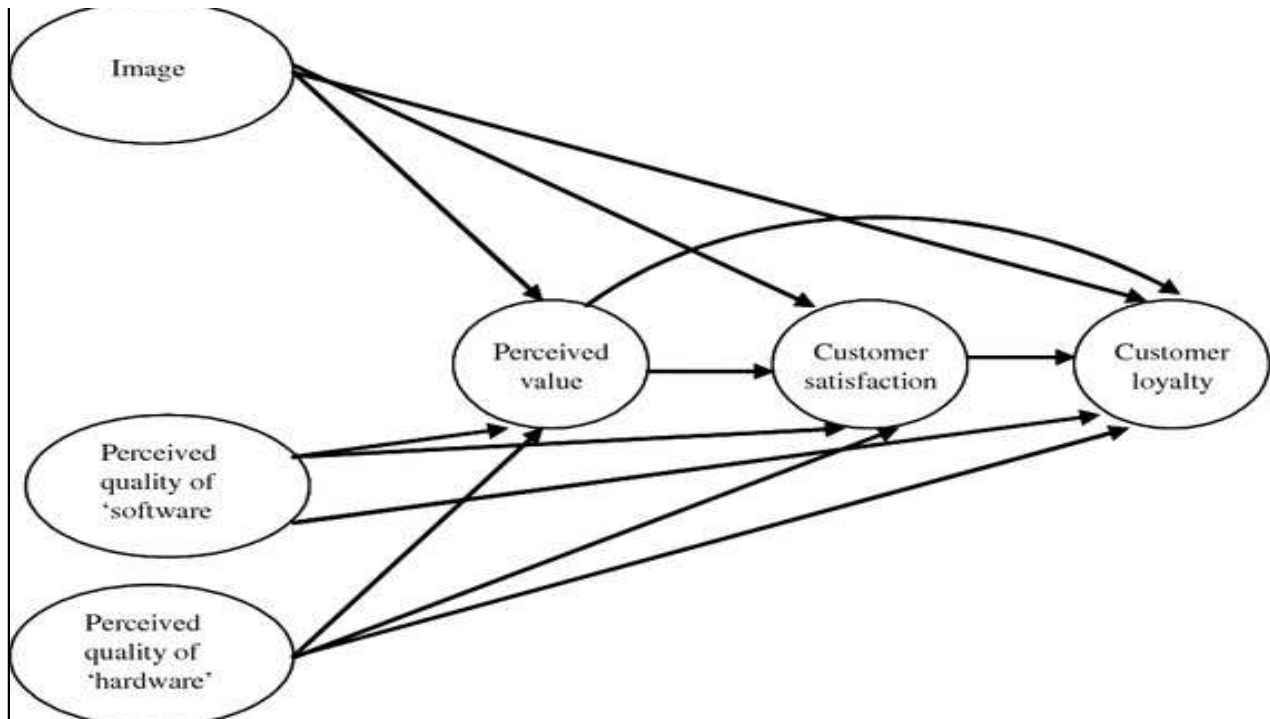 Image
Perceived
value
Customer
satisfaction
Customer
loyalty
Perceived
quality of
‘software
Perceived
quality of
‘hardware’